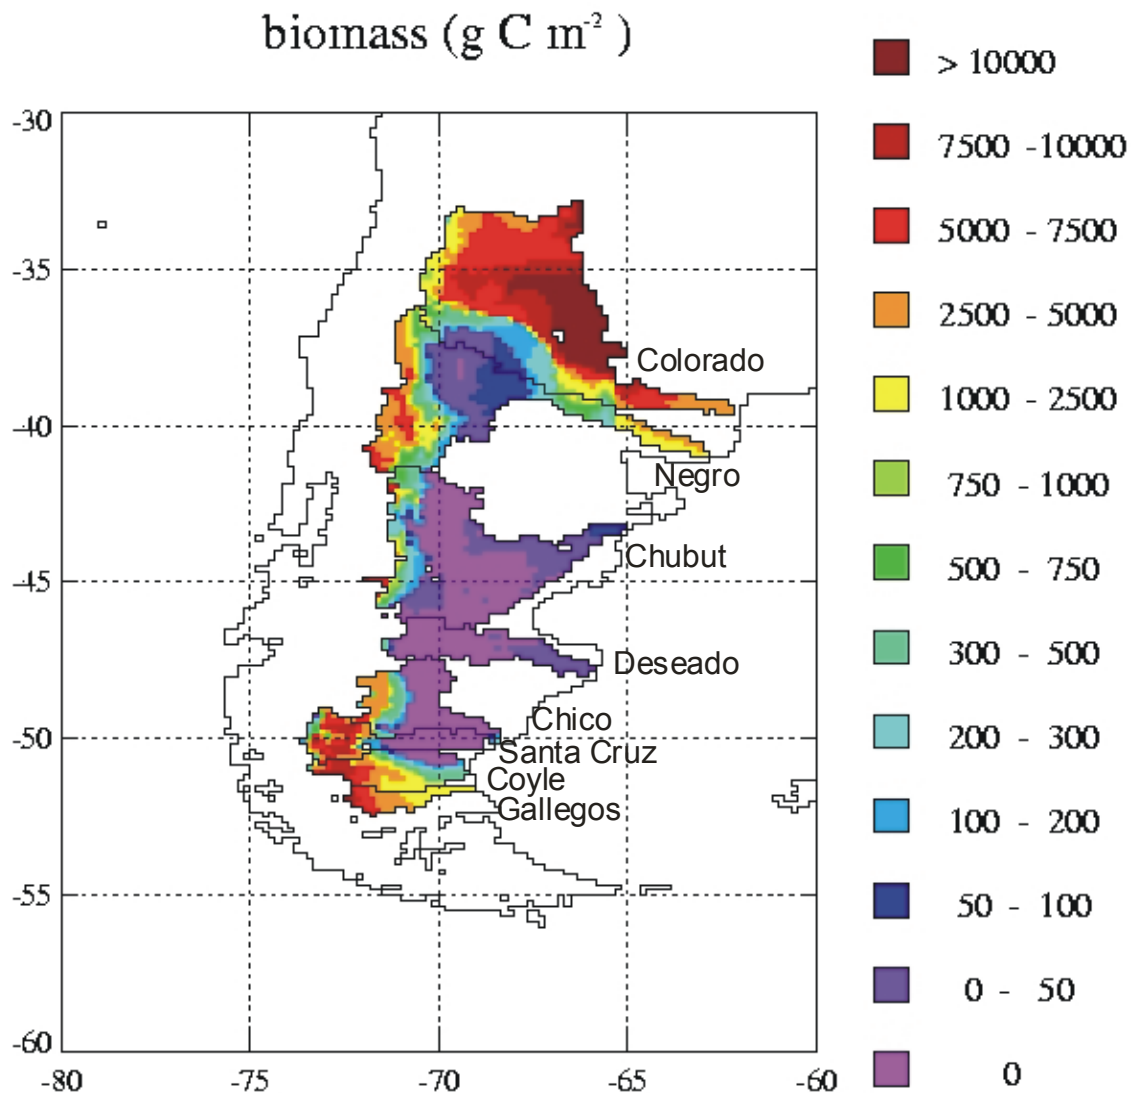 biomass (g C m-2 )
> 10000
7500 -10000
5000 - 7500
2500 - 5000
1000 - 2500
750 - 1000
500 - 750
300 - 500
200 - 300
100 - 200
50 - 100
0 - 50
0
-30
-35
-40
-45
-50
-55
-60
-80
-75
-70
-65
-60
Colorado
Negro
Chubut
Deseado
Chico
Santa Cruz
Coyle
Gallegos